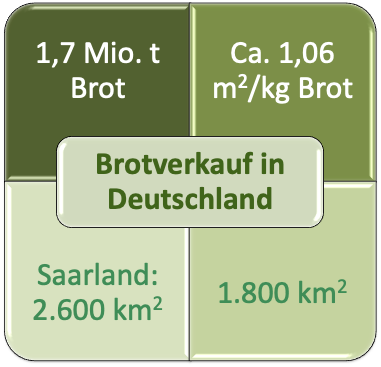 1,7 Mio. t
Brot
Ca. 1,06
m²/kg Brot
Brotverkauf in
Deutschland
Saarland:
2.600 km²
1.800 km²